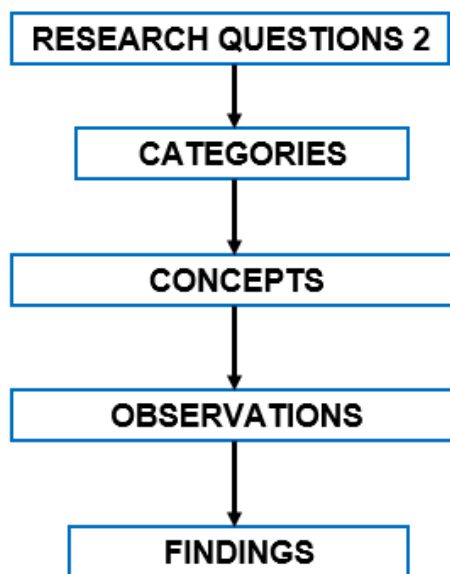 RESEARCH QUESTIONS 2
CATEGORIES
CONCEPTS
OBSERVATIONS
FINDINGS